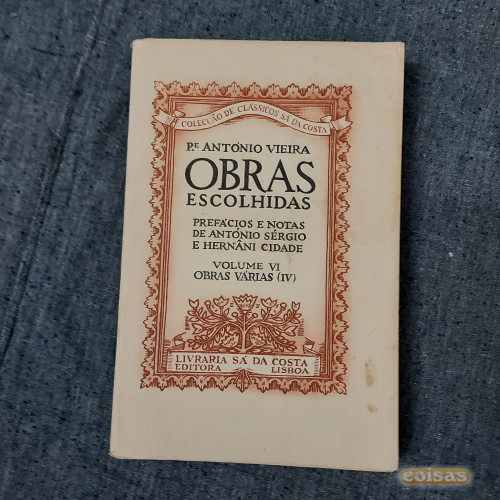 COLECÇÃO DE CLÁSSICOS SÁ DA COSTA
P.E ANTÓNIO VIEIRA
OBRAS
ESCOLHIDAS
PREFÁCIOS E NOTAS
DE ANTÓNIO SÉRGIO
E HERNÂNI CIDADE
VOLUME VI
OBRAS VÁRIAS (IV)
LIVRARIA SÁ DA COSTA
EDITORA LISBOA
coisas